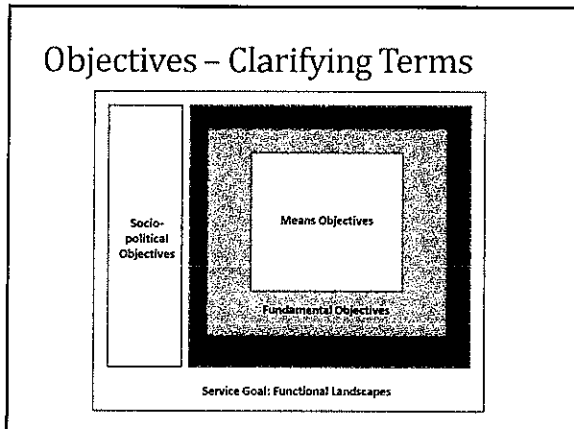 Objectives – Clarifying Terms
Socio-
political
Objectives
Means Objectives
Fundamental Objectives
Service Goal: Functional Landscapes